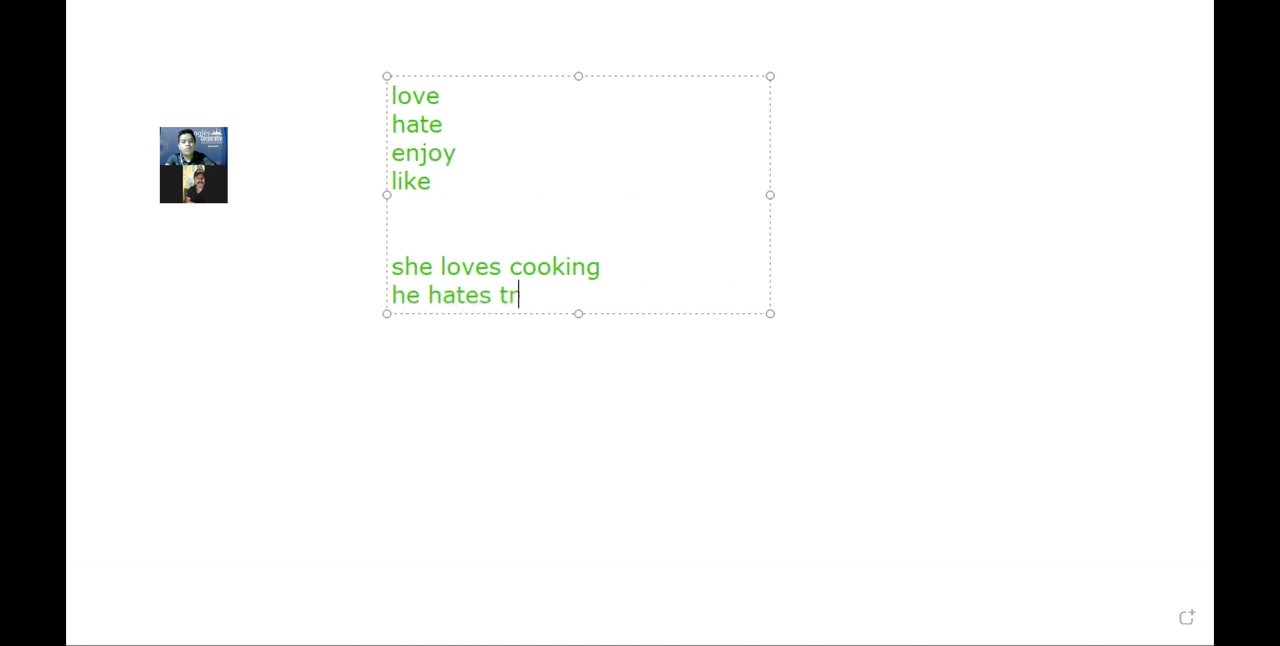 love
hate
enjoy
like
she loves cooking
he hates tr